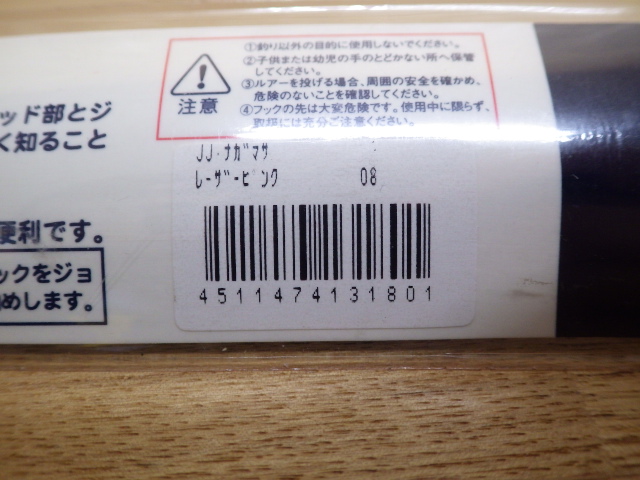 ①釣り以外の目的に使用しないでください。
②子供または幼児の手のとどかない所へ保管
してください。
③ルアーを投げる場合、周囲の安全を確かめ、
危険のないことを確認してください。
④フックの先は大変危険です。使用中に限らず、
取扱には充分ご注意ください。
注意
ッド部とジ
く知ること
便利です。
ックをジョ
めします。
JJ-ナガマサ
レーザーピンク 08
4511474131801